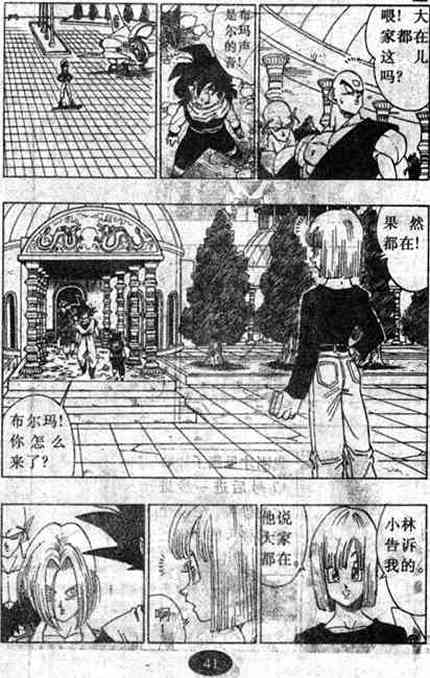 喂!大
家都在
这儿
吗?
是布
尔玛
的声
音!
果然
都在!
布尔玛!
你怎么
来了?
小林
告诉
我的。
他说
大家
都在。
啊!
41